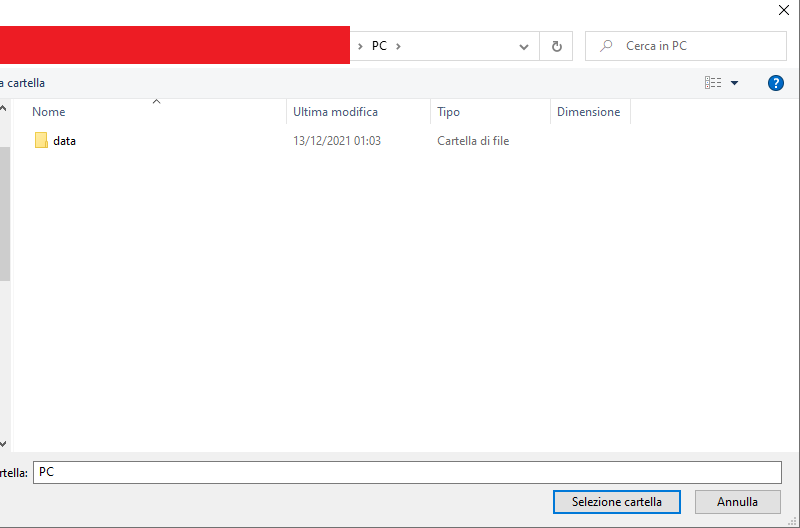 PC
Cerca in PC
a cartella
?
Nome Ultima modifica Tipo Dimensione
data 13/12/2021 01:03 Cartella di file
rtella: PC
Selezione cartella Annulla